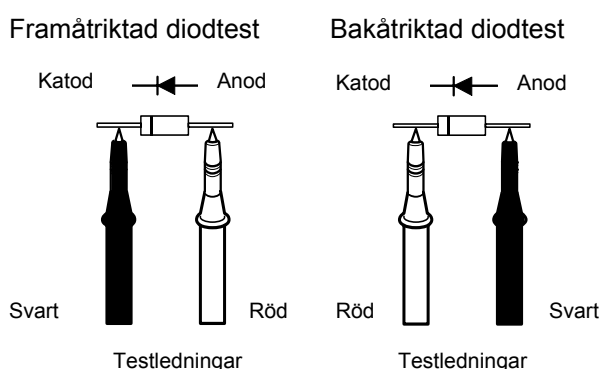 Framåtriktad diodtest
Katod
Anod
Svart
Röd
Testledningar
Bakåtriktad diodtest
Katod
Anod
Röd
Svart
Testledningar